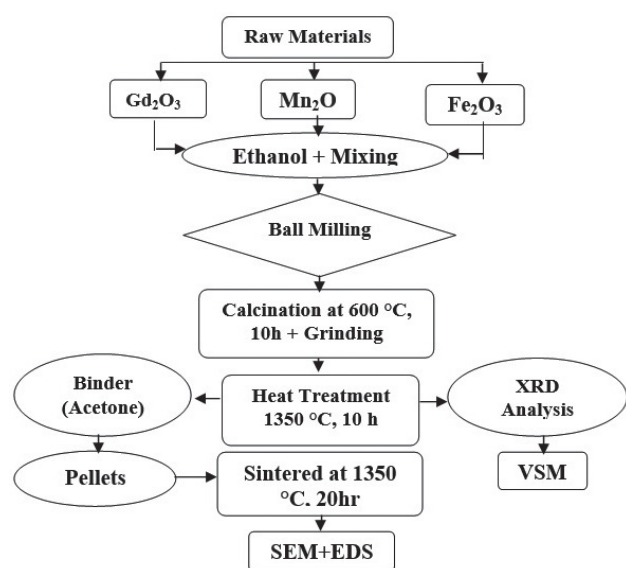 Raw Materials
Gd₂O₃
Mn₂O
Fe₂O₃
Ethanol + Mixing
Ball Milling
Calcination at 600 °C,
10h + Grinding
Binder
(Acetone)
Heat Treatment
1350 °C, 10 h
XRD
Analysis
Pellets
Sintered at 1350
°C. 20hr
VSM
SEM+EDS